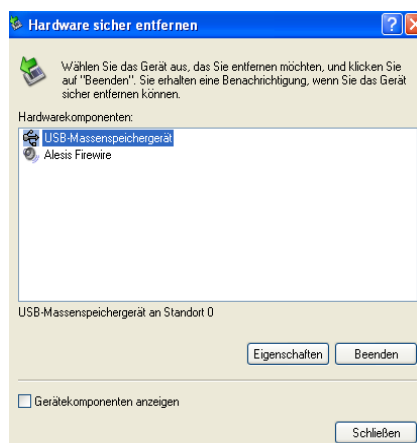 Hardware sicher entfernen
Wählen Sie das Gerät aus, das Sie entfernen möchten, und klicken Sie
auf "Beenden". Sie erhalten eine Benachrichtigung, wenn Sie das Gerät
sicher entfernen können.
Hardwarekomponenten:
USB-Massenspeichergerät
Alesis Firewire
USB-Massenspeichergerät an Standort 0
Eigenschaften
Beenden
Gerätekomponenten anzeigen
Schließen